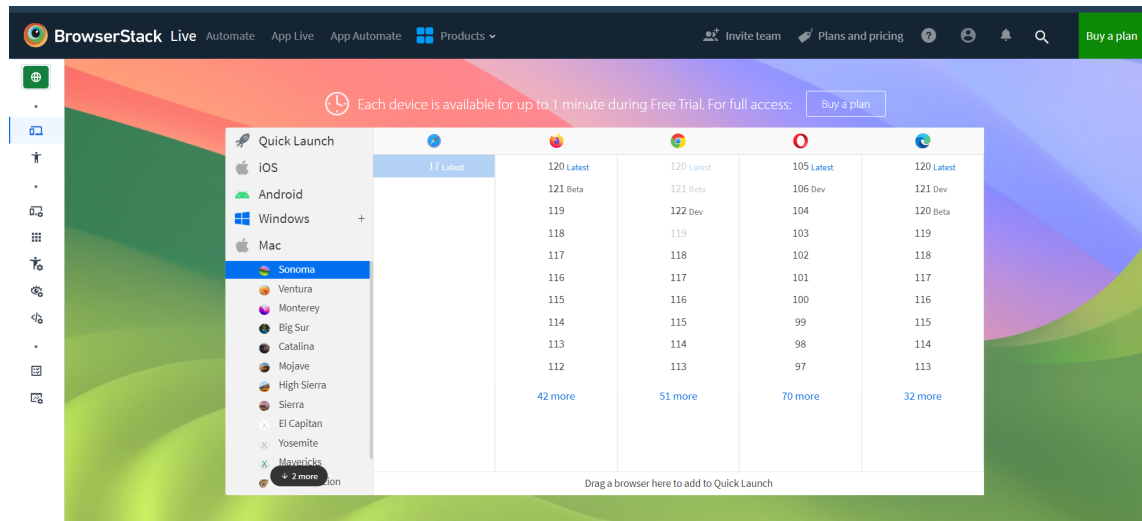 BrowserStack Live Automate App Live App Automate Products Invite team Plans and pricing ? Buy a plan
Each device is available for up to 1 minute during Free Trial. For full access: Buy a plan
Quick Launch
iOS
Android
Windows +
Mac
Sonoma
Ventura
Monterey
Big Sur
Catalina
Mojave
High Sierra
Sierra
El Capitan
Yosemite
Mavericks
2 more
17 Latest
120 Latest
121 Beta
119
118
117
116
115
114
113
112
42 more
120 Latest
121 Beta
122 Dev
119
118
117
116
115
114
113
51 more
105 Latest
106 Dev
104
103
102
101
100
99
98
97
70 more
120 Latest
121 Dev
120 Beta
119
118
117
116
115
114
113
32 more
Drag a browser here to add to Quick Launch